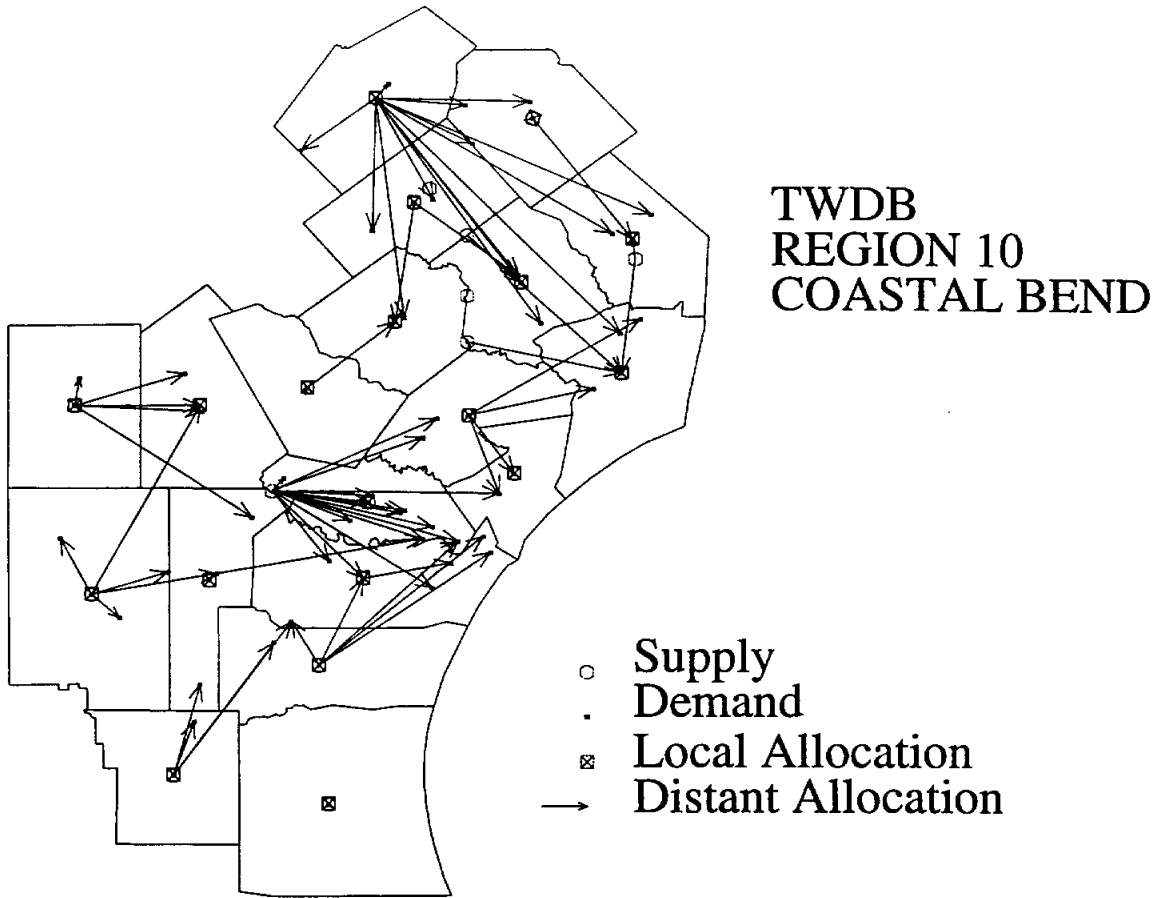 TWDB
REGION 10
COASTAL BEND
Supply
Demand
Local Allocation
Distant Allocation